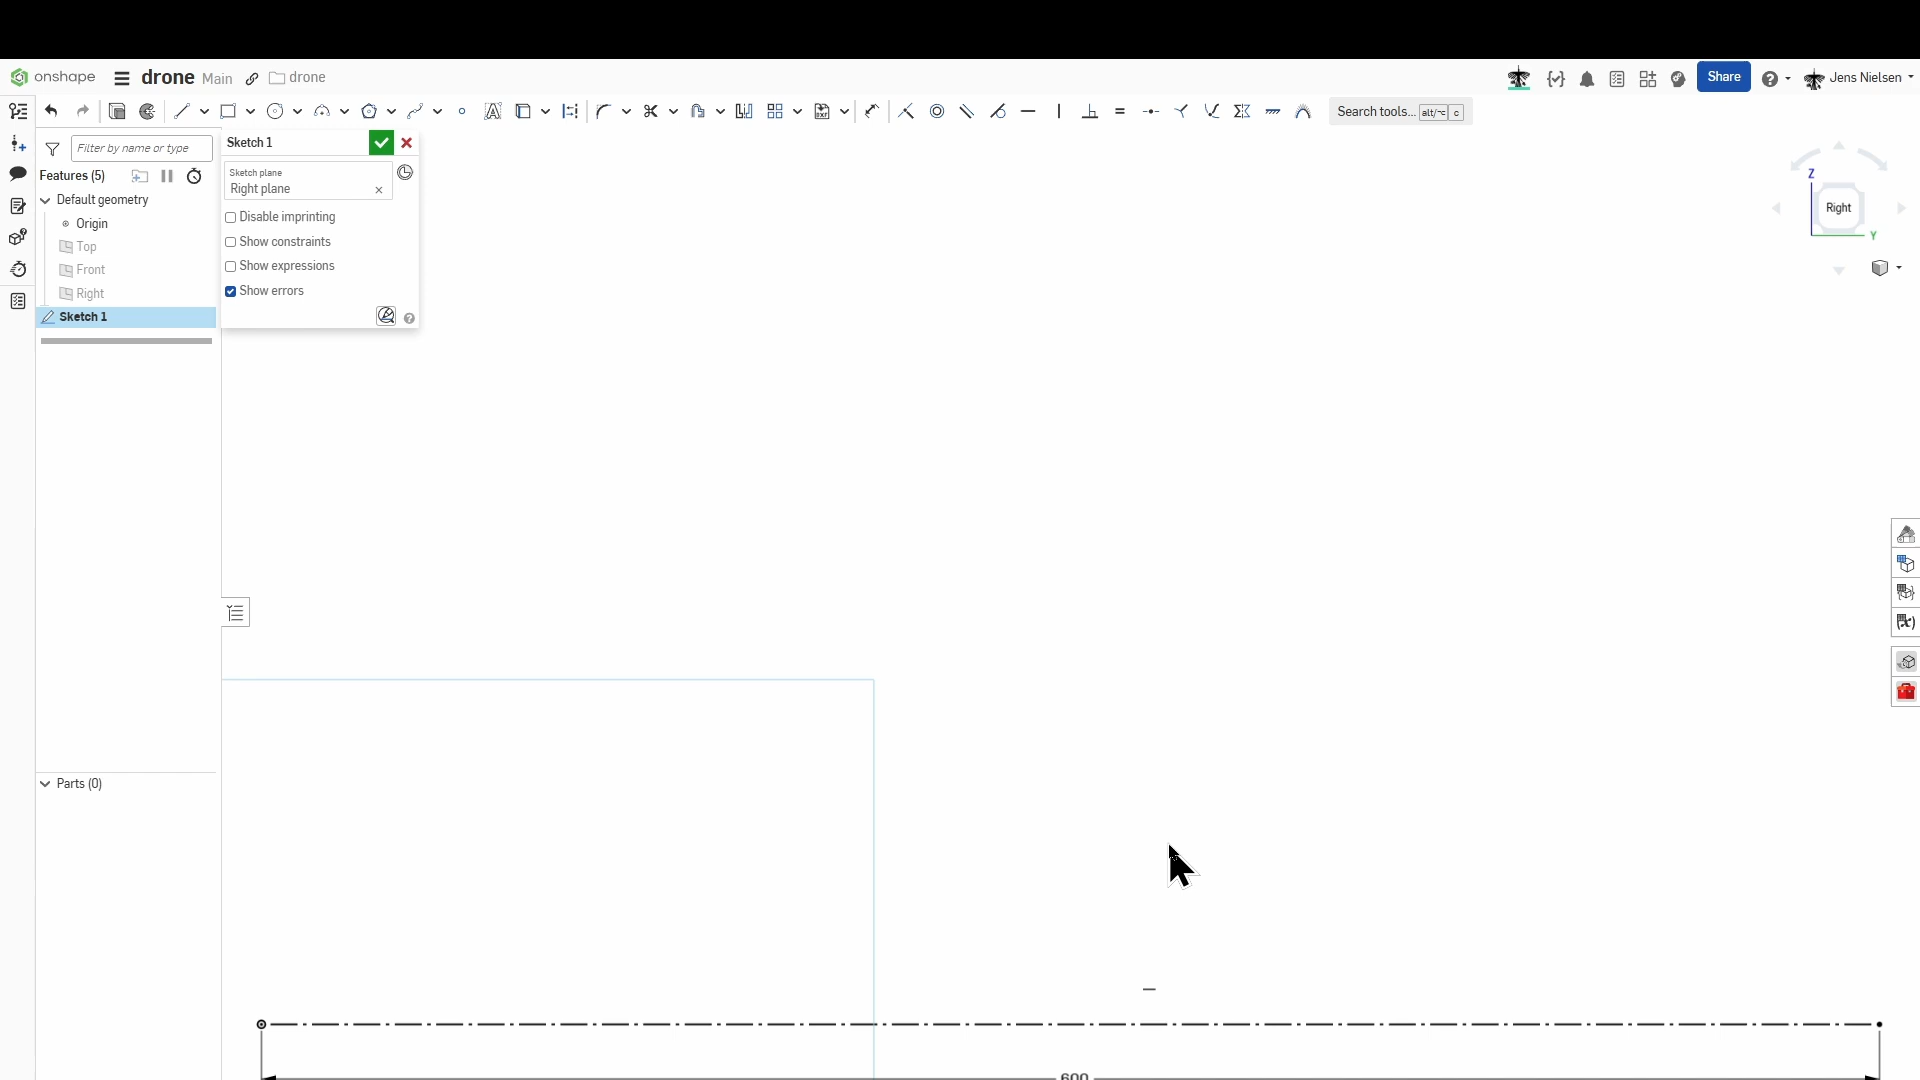 onshape drone Main drone Share Jens Nielsen
Search tools... alt/⌥ c
Filter by name or type
Features (5)
Default geometry
Origin
Top
Front
Right
Sketch 1
Sketch 1
Sketch plane
Right plane
Disable imprinting
Show constraints
Show expressions
Show errors
Z
Right
Y
Parts (0)
600